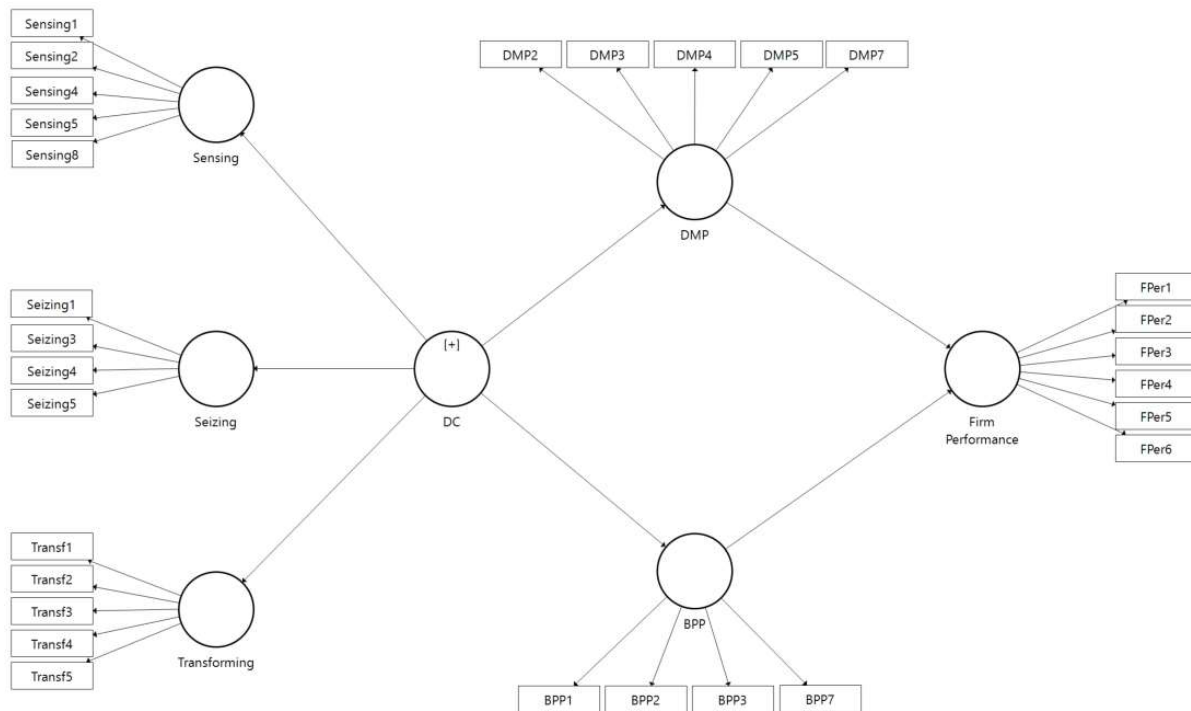 Sensing1
Sensing2
Sensing4
Sensing5
Sensing8
Sensing
DMP2 DMP3 DMP4 DMP5 DMP7
DMP
Seizing1
Seizing3
Seizing4
Seizing5
Seizing
[+]
DC
FPer1
FPer2
FPer3
FPer4
FPer5
FPer6
Firm
Performance
Transf1
Transf2
Transf3
Transf4
Transf5
Transforming
BPP
BPP1 BPP2 BPP3 BPP7